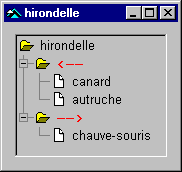 hirondelle
hirondelle
<——
canard
autruche
——>
chauve-souris